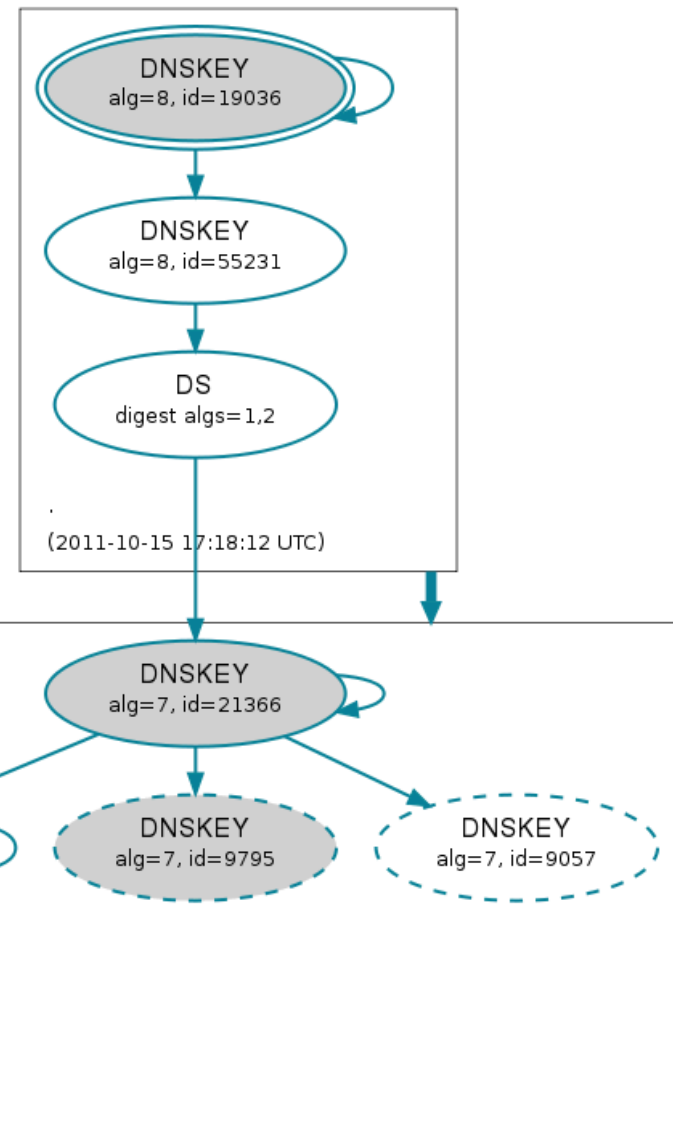 DNSKEY
alg=8, id=19036
DNSKEY
alg=8, id=55231
DS
digest algs=1,2
.
(2011-10-15 17:18:12 UTC)
DNSKEY
alg=7, id=21366
DNSKEY
alg=7, id=9795
DNSKEY
alg=7, id=9057